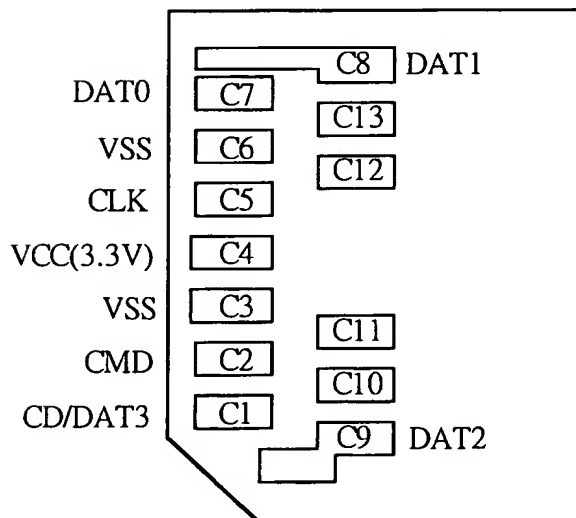 C8 DAT1
DAT0 C7
C13
VSS C6
C12
CLK C5
VCC(3.3V) C4
VSS C3
C11
CMD C2
C10
CD/DAT3 C1
C9 DAT2